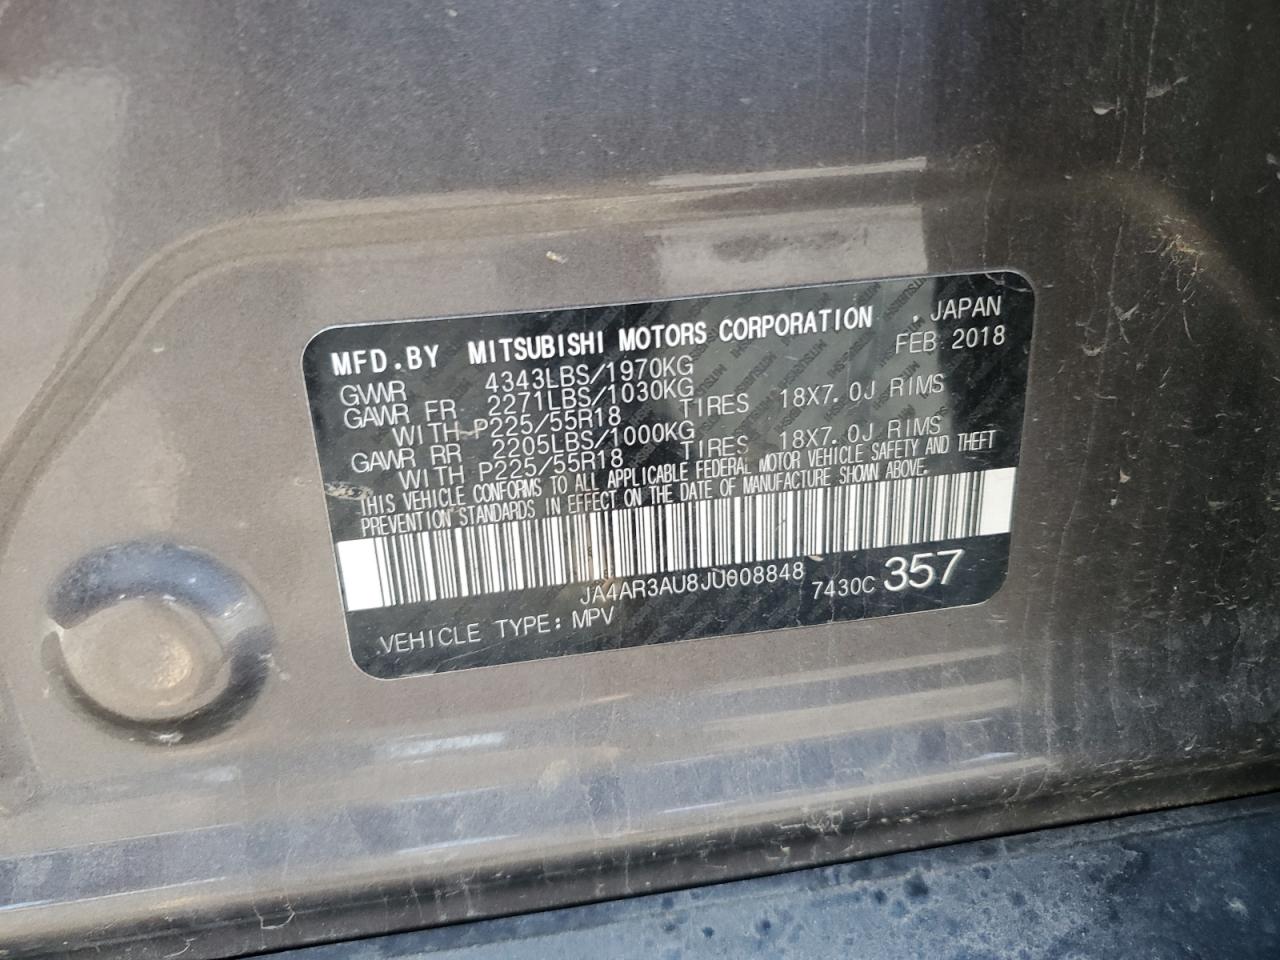 MFD.BY MITSUBISHI MOTORS CORPORATION . JAPAN
GVWR 4343LBS/1970KG FEB 2018
GAWR FR 2271LBS/1030KG
WITH P225/55R18 TIRES 18X7.0J RIMS
GAWR RR 2205LBS/1000KG
WITH P225/55R18 TIRES 18X7.0J RIMS
THIS VEHICLE CONFORMS TO ALL APPLICABLE FEDERAL MOTOR VEHICLE SAFETY AND THEFT
PREVENTION STANDARDS IN EFFECT ON THE DATE OF MANUFACTURE SHOWN ABOVE.
JA4AR3AU8JU008848 7430C 357
VEHICLE TYPE: MPV